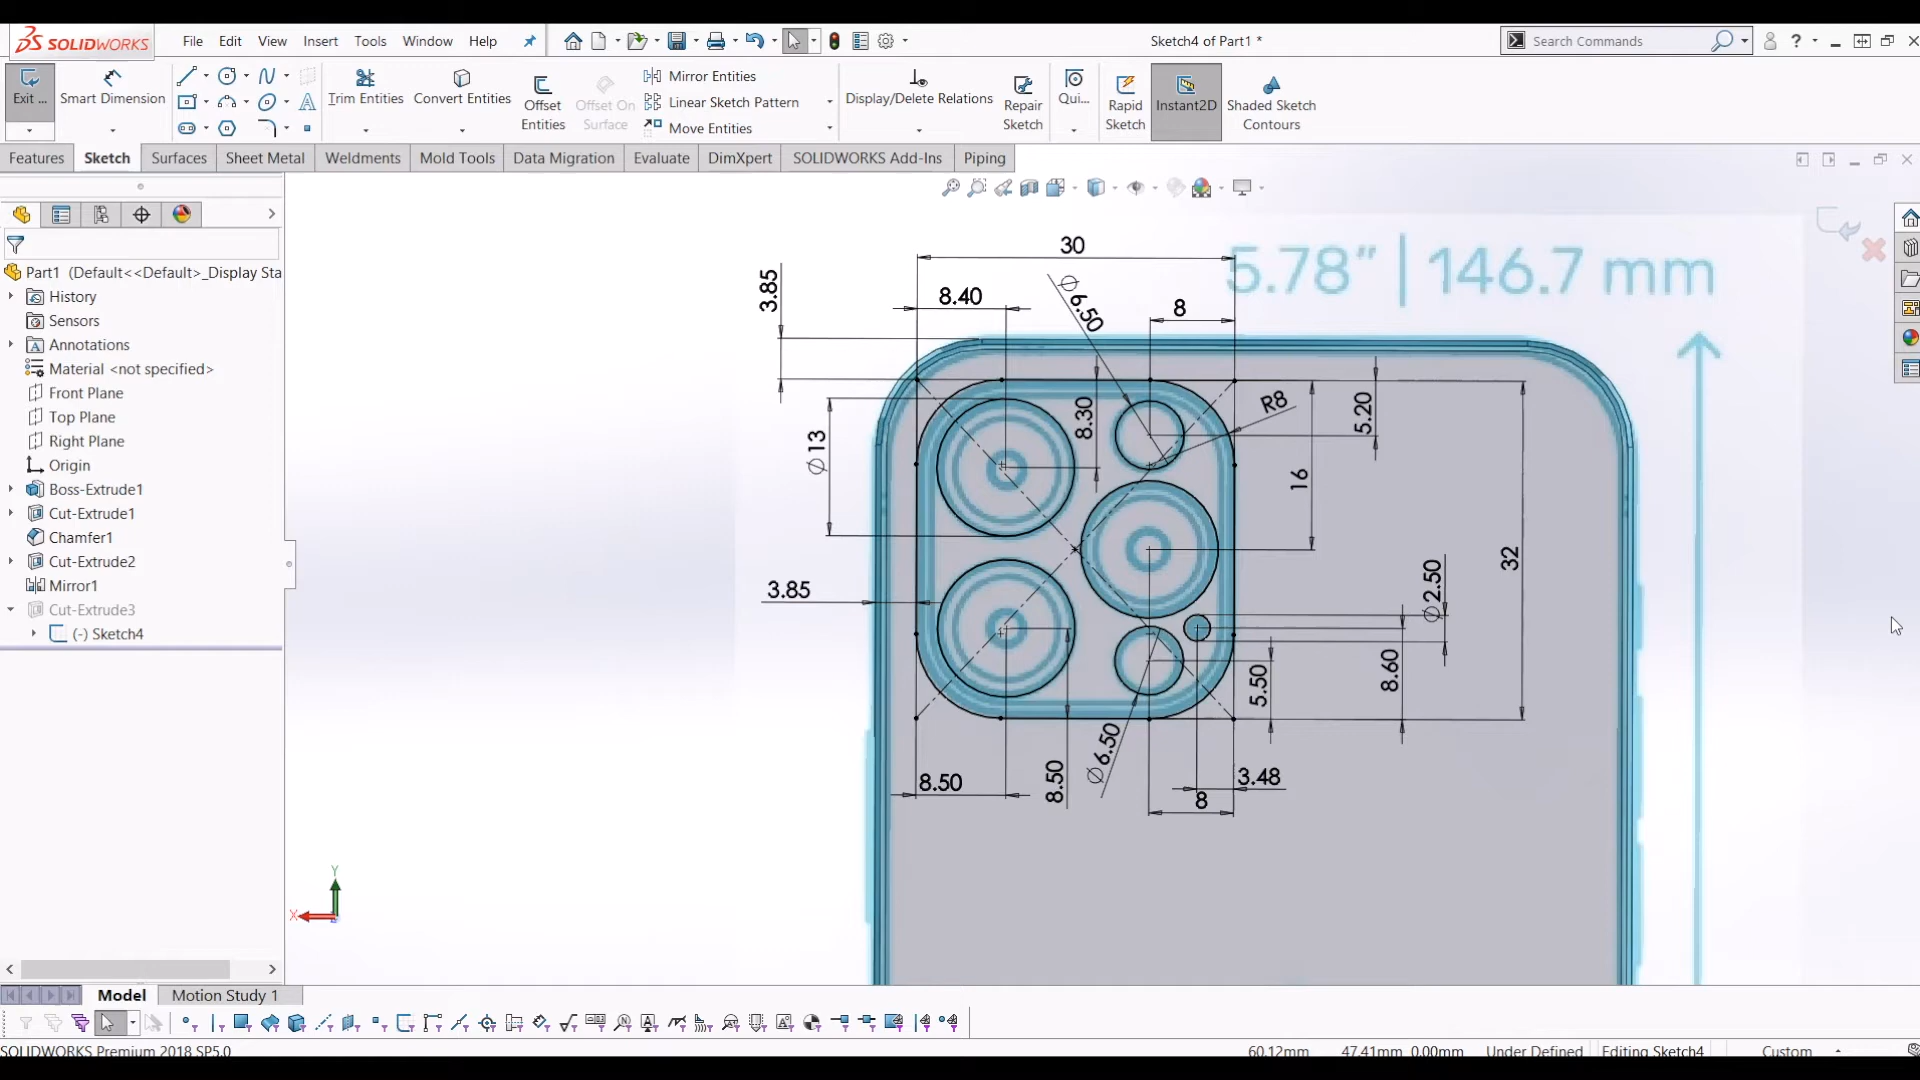 SOLIDWORKS File Edit View Insert Tools Window Help Sketch4 of Part1 * Search Commands ?
Exit ... Smart Dimension Trim Entities Convert Entities Offset Entities Offset On Surface Mirror Entities Display/Delete Relations Repair Sketch Qui... Rapid Sketch Instant2D Shaded Sketch Contours
Linear Sketch Pattern
Move Entities
Features Sketch Surfaces Sheet Metal Weldments Mold Tools Data Migration Evaluate DimXpert SOLIDWORKS Add-Ins Piping
Part1 (Default<<Default>_Display Sta
History
Sensors
Annotations
Material <not specified>
Front Plane
Top Plane
Right Plane
Origin
Boss-Extrude1
Cut-Extrude1
Chamfer1
Cut-Extrude2
Mirror1
Cut-Extrude3
(-) Sketch4
5.78" | 146.7 mm
30
3.85
8.40
∅6.50
8
R8
8.30
5.20
∅13
16
32
3.85
∅2.50
8.60
5.50
∅6.50
8.50
8.50
3.48
8
Y
X
Model Motion Study 1
SOLIDWORKS Premium 2018 SP5.0 60.12mm 47.41mm 0.00mm Under Defined Editing Sketch4 Custom